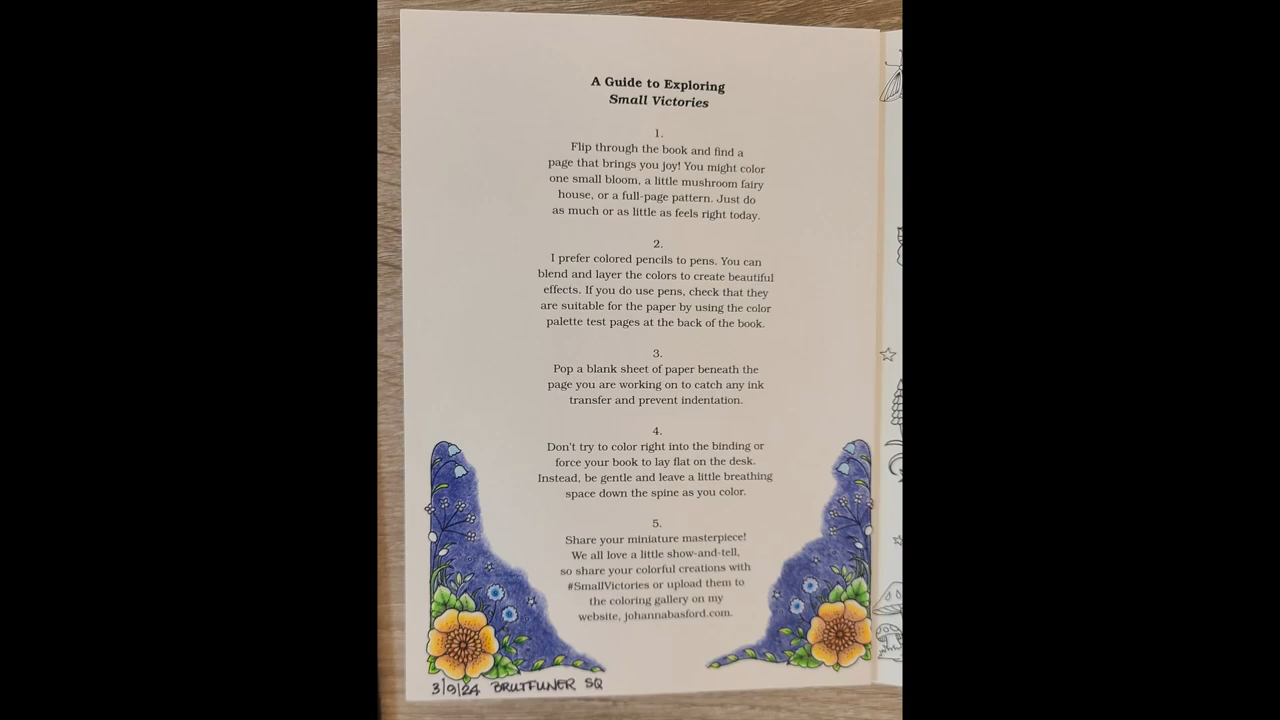 A Guide to Exploring
Small Victories
1.
Flip through the book and find a
page that brings you joy! You might color
one small bloom, a little mushroom fairy
house, or a full-page pattern. Just do
as much or as little as feels right today.
2.
I prefer colored pencils to pens. You can
blend and layer the colors to create beautiful
effects. If you do use pens, check that they
are suitable for the paper by using the color
palette test pages at the back of the book.
3.
Pop a blank sheet of paper beneath the
page you are working on to catch any ink
transfer and prevent indentation.
4.
Don't try to color right into the binding or
force your book to lay flat on the desk.
Instead, be gentle and leave a little breathing
space down the spine as you color.
5.
Share your miniature masterpiece!
We all love a little show-and-tell,
so share your colorful creations with
#SmallVictories or upload them to
the coloring gallery on my
website, johannabasford.com.
3/9/24 BRUTFUNER SQ